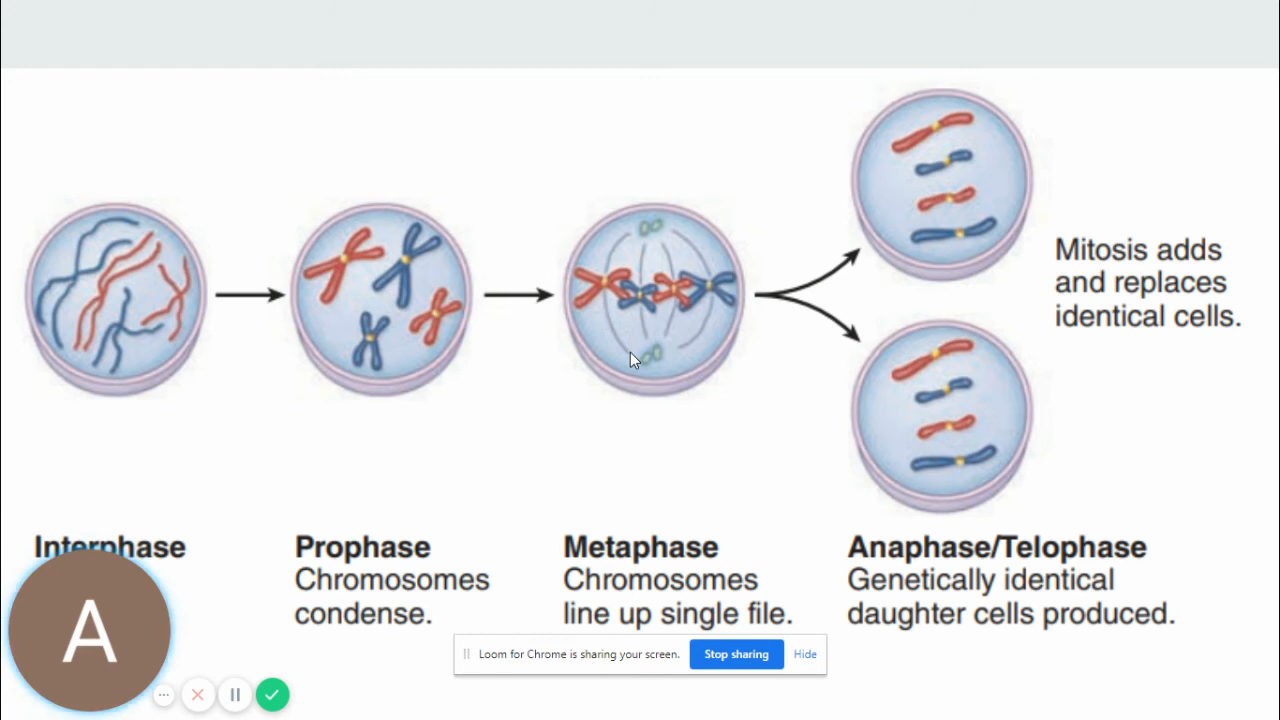 Mitosis adds
and replaces
identical cells.
Interphase
Prophase
Chromosomes
condense.
Metaphase
Chromosomes
line up single file.
Anaphase/Telophase
Genetically identical
daughter cells produced.
A
Loom for Chrome is sharing your screen.
Stop sharing
Hide